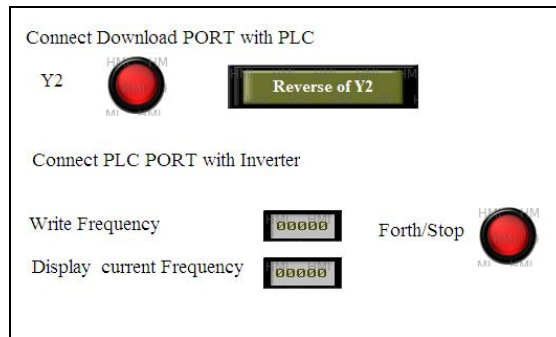 Connect Download PORT with PLC
Y2
Reverse of Y2
Connect PLC PORT with Inverter
Write Frequency 00000 Forth/Stop
Display current Frequency 00000